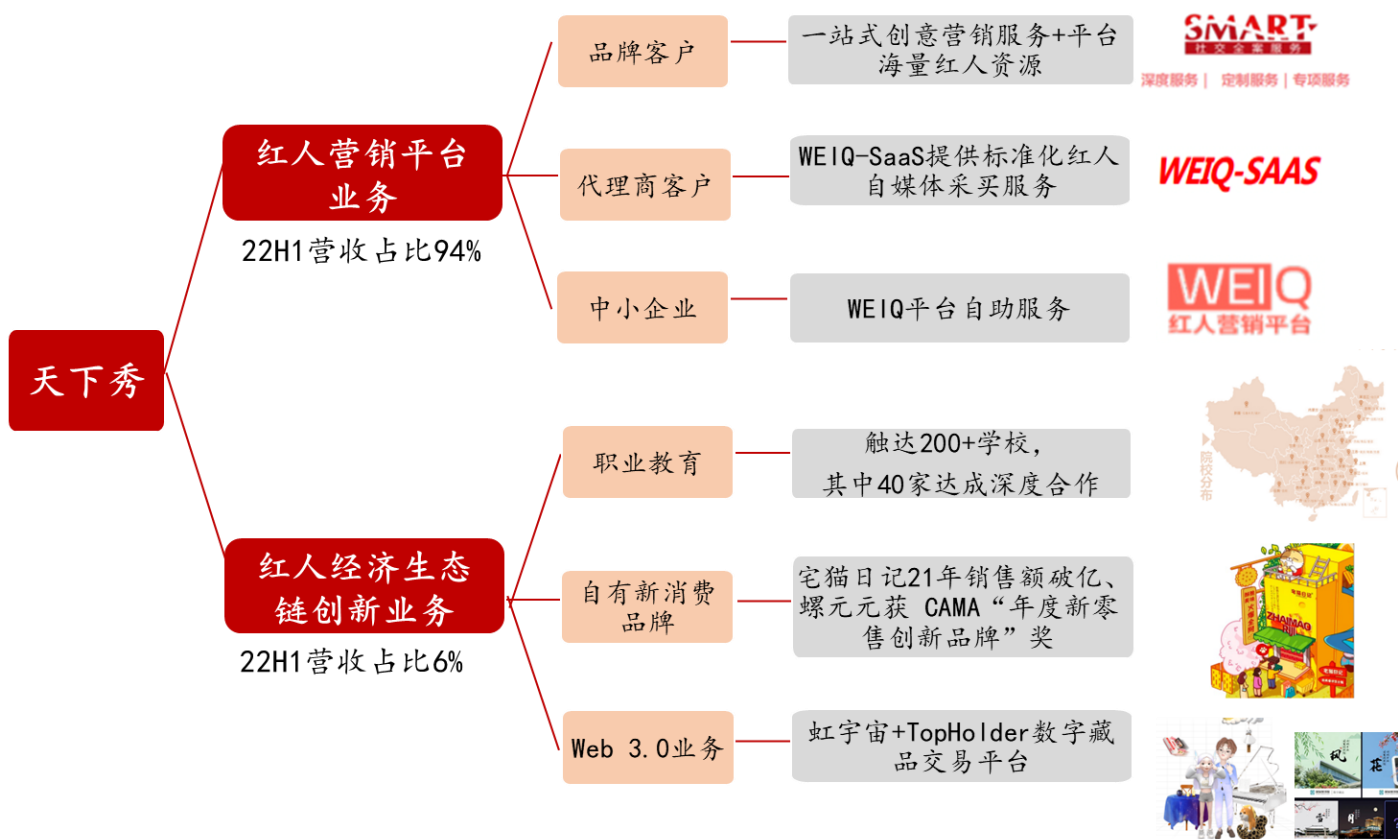 天下秀
红人营销平台
业务
22H1营收占比94%
品牌客户
一站式创意营销服务+平台
海量红人资源
SMART
社交全案服务
深度服务| 定制服务|专项服务
代理商客户
WEIQ-SaaS提供标准化红人
自媒体采买服务
WEIQ-SAAS
中小企业
WEIQ平台自助服务
WEIQ
红人营销平台
红人经济生态
链创新业务
22H1营收占比6%
职业教育
触达200+学校,
其中40家达成深度合作
院校分布
自有新消费
品牌
宅猫日记21年销售额破亿、
螺元元获 CAMA“年度新零
售创新品牌”奖
ZHAIMAO
Web 3.0业务
虹宇宙+TopHolder数字藏
品交易平台
风
花
雪
月